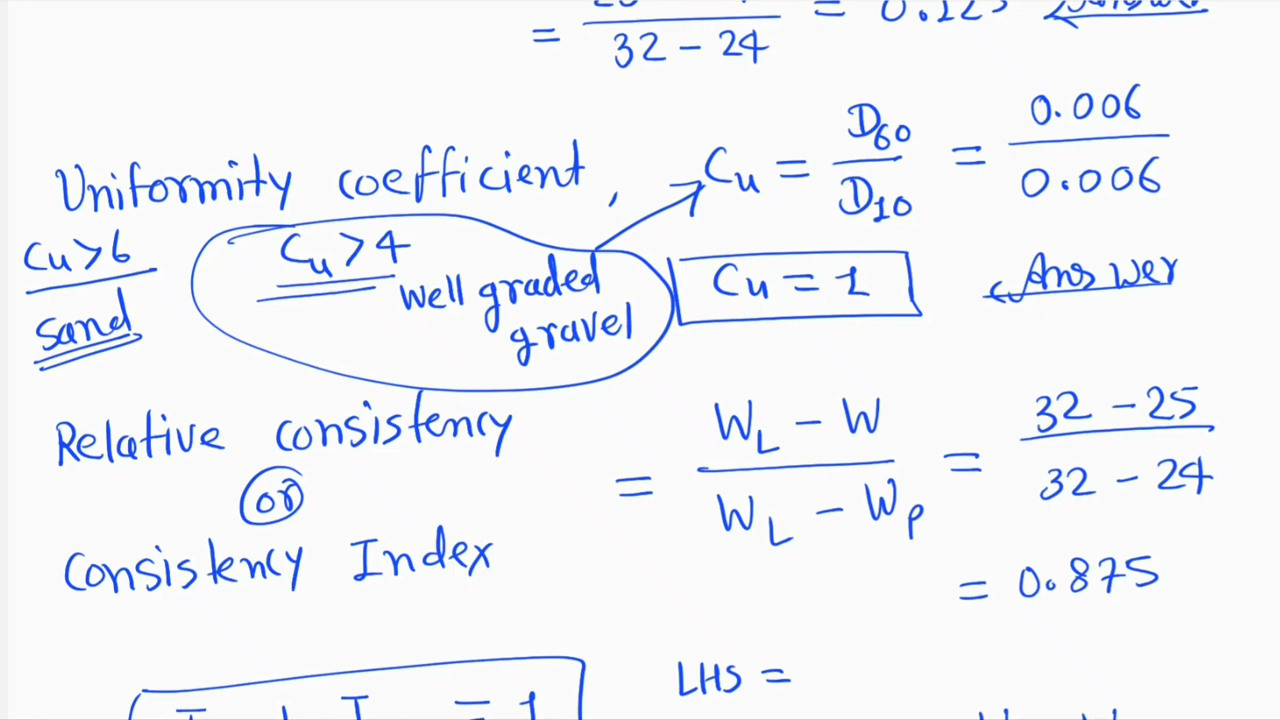 = / 32 - 24 = 0.125
Uniformity coefficient, Cu = D60 / D10 = 0.006 / 0.006
Cu>6
sand
Cu>4
well graded
gravel
Cu = 1
Answer
Relative consistency
or
Consistency Index
= WL - W / WL - Wp = 32 - 25 / 32 - 24
= 0.875
LHS =
= 1